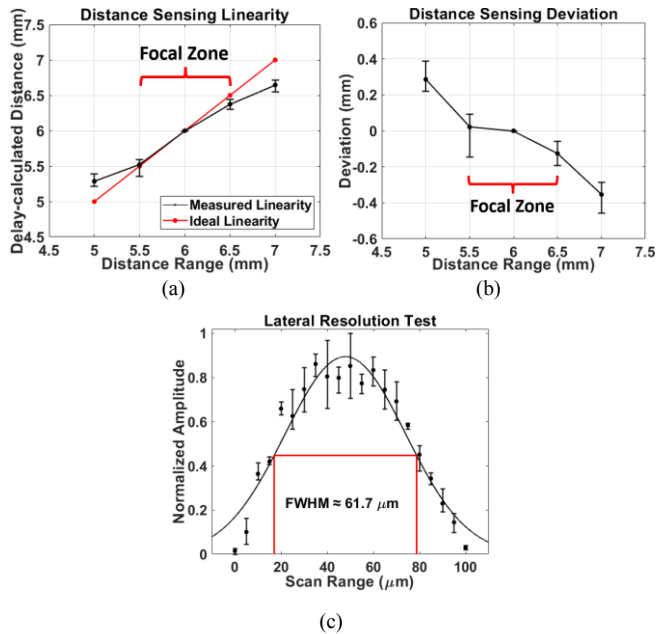 (a)
Distance Sensing Linearity
Delay-calculated Distance (mm)
7.5
7
6.5
6
5.5
5
4.5
Focal Zone
Measured Linearity
Ideal Linearity
4.5 5 5.5 6 6.5 7 7.5
Distance Range (mm)
(a)
Distance Sensing Deviation
Deviation (mm)
0.6
0.4
0.2
0
-0.2
-0.4
-0.6
Focal Zone
4.5 5 5.5 6 6.5 7 7.5
Distance Range (mm)
(b)
Lateral Resolution Test
Normalized Amplitude
1
0.8
0.6
0.4
0.2
0
FWHM ≈ 61.7 μm
0 20 40 60 80 100
Scan Range (μm)
(c)